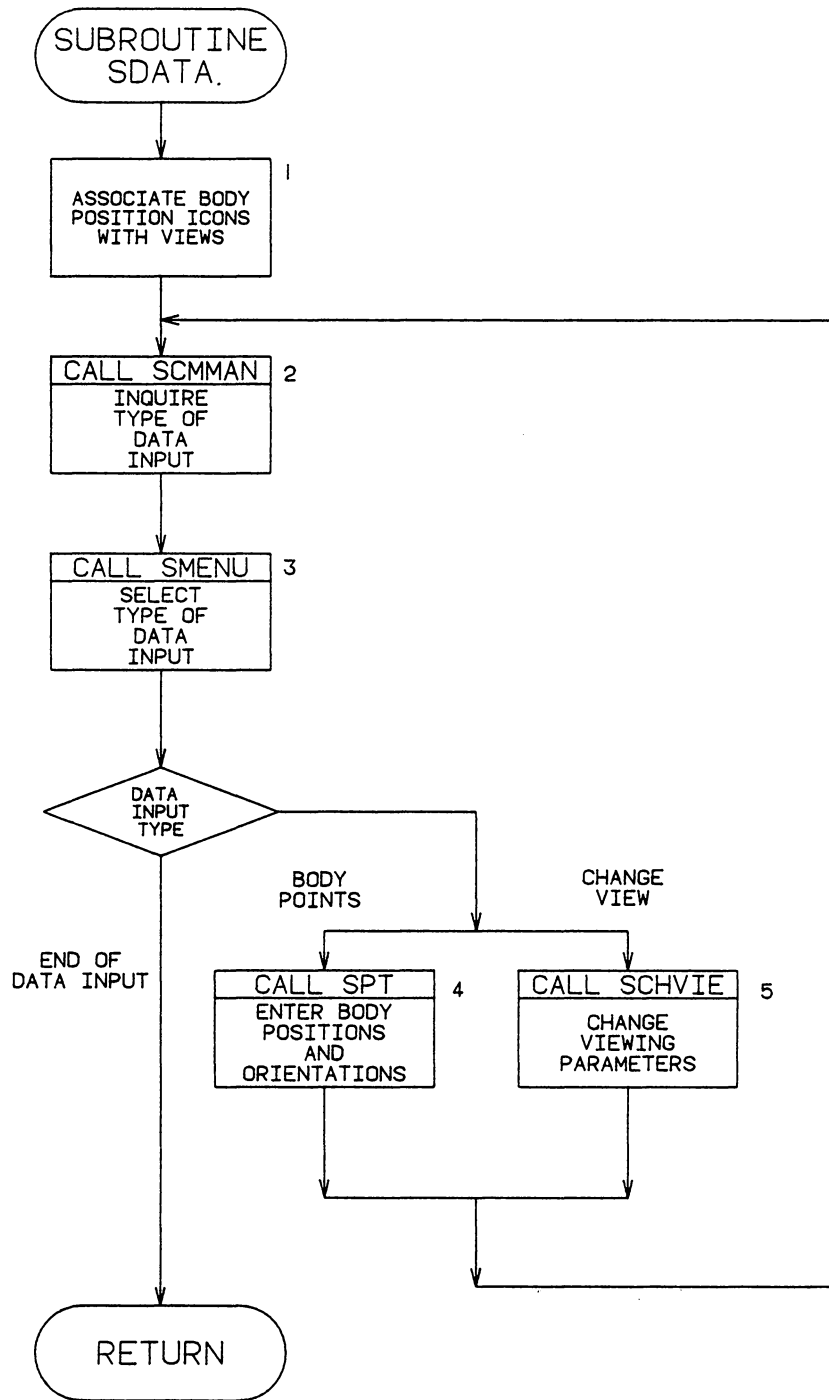 SUBROUTINE
SDATA.
1
ASSOCIATE BODY
POSITION ICONS
WITH VIEWS
CALL SCMMAN
2
INQUIRE
TYPE OF
DATA
INPUT
CALL SMENU
3
SELECT
TYPE OF
DATA
INPUT
DATA
INPUT
TYPE
BODY
POINTS
CHANGE
VIEW
END OF
DATA INPUT
CALL SPT
4
ENTER BODY
POSITIONS
AND
ORIENTATIONS
CALL SCHVIE
5
CHANGE
VIEWING
PARAMETERS
RETURN